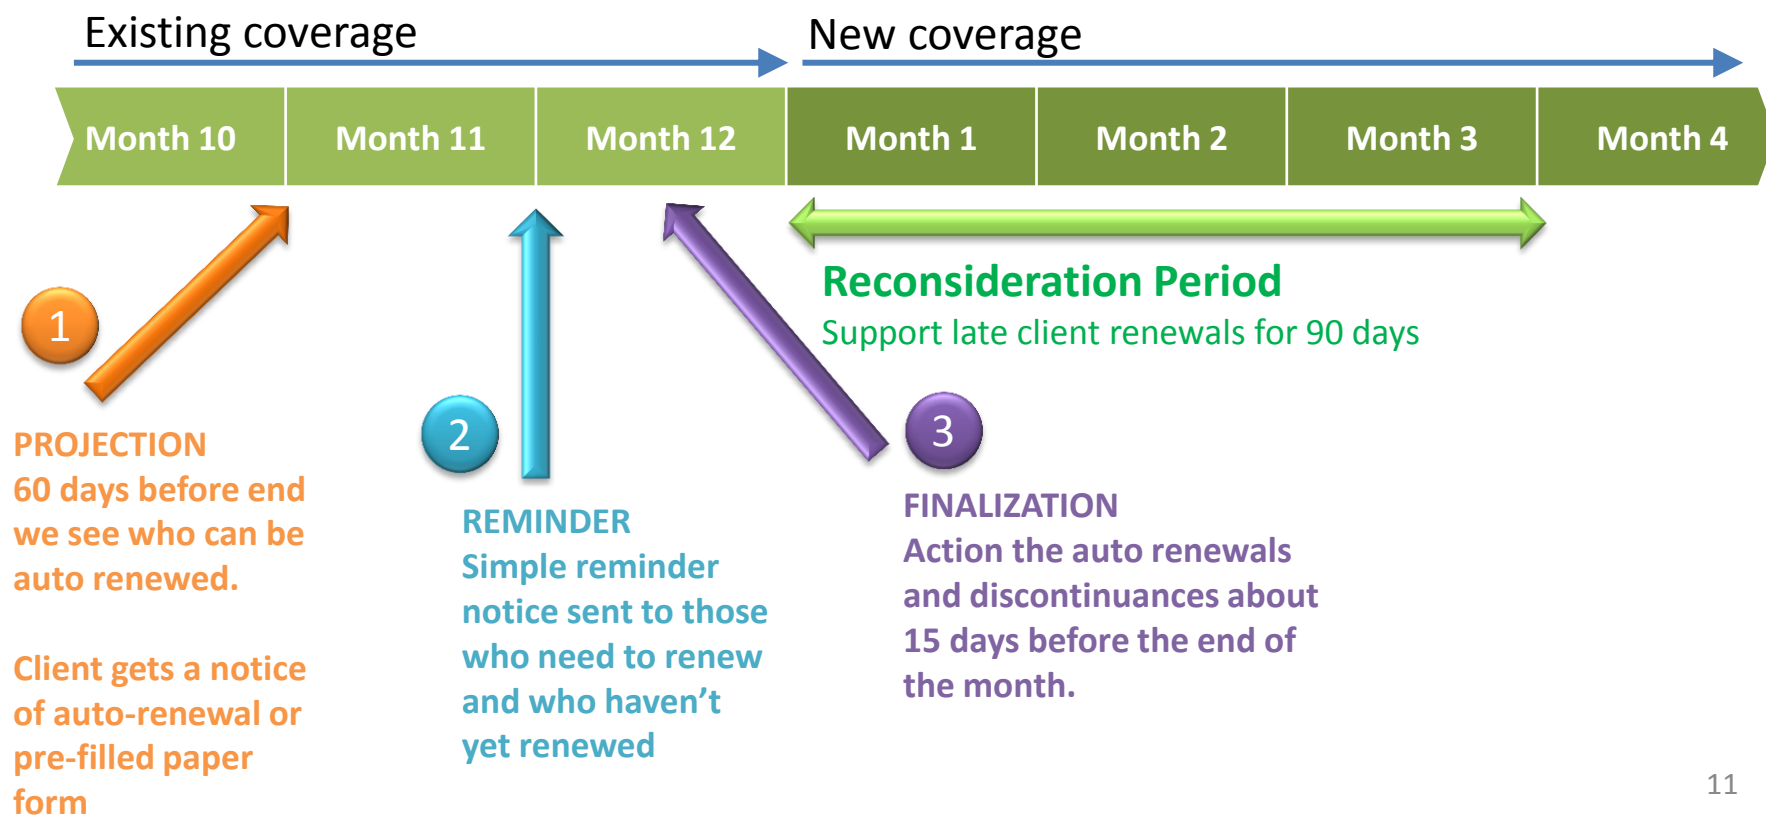 Existing coverage
New coverage
Month 10
Month 11
Month 12
Month 1
Month 2
Month 3
Month 4
Reconsideration Period
Support late client renewals for 90 days
1
PROJECTION
60 days before end
we see who can be
auto renewed.
Client gets a notice
of auto-renewal or
pre-filled paper
form
2
REMINDER
Simple reminder
notice sent to those
who need to renew
and who haven’t
yet renewed
3
FINALIZATION
Action the auto renewals
and discontinuances about
15 days before the end of
the month.
11